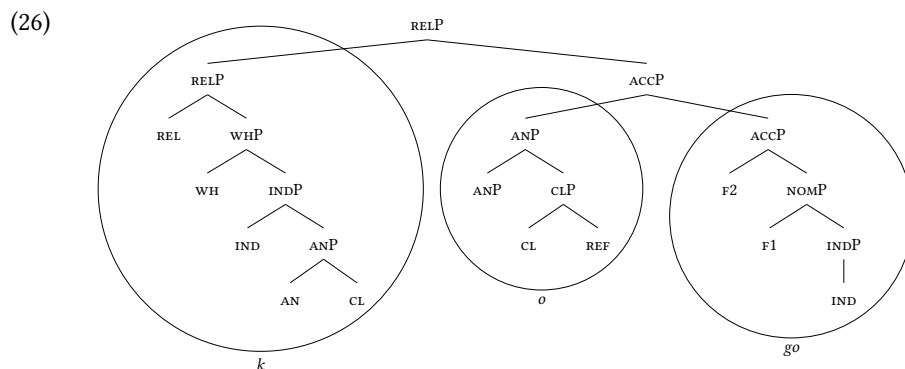 (26)
RELP
RELP ACCP
REL WHP ANP ACCP
WH INDP ANP CLP F2 NOMP
IND ANP CL REF F1 INDP
AN CL IND
k o go